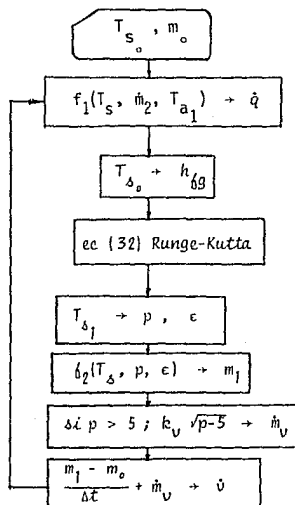 T_{s_o} , m_o
f_1(T_s, ṁ_2, T_{a_1}) → q̇
T_{s_o} → h_{fg}
ec (32) Runge-Kutta
T_{s_1} → p , ε
f_2(T_s, p, ε) → m_1
si p > 5 ; k_v √p-5 → ṁ_v
m_1 - m_o
Δt + ṁ_v → v̇